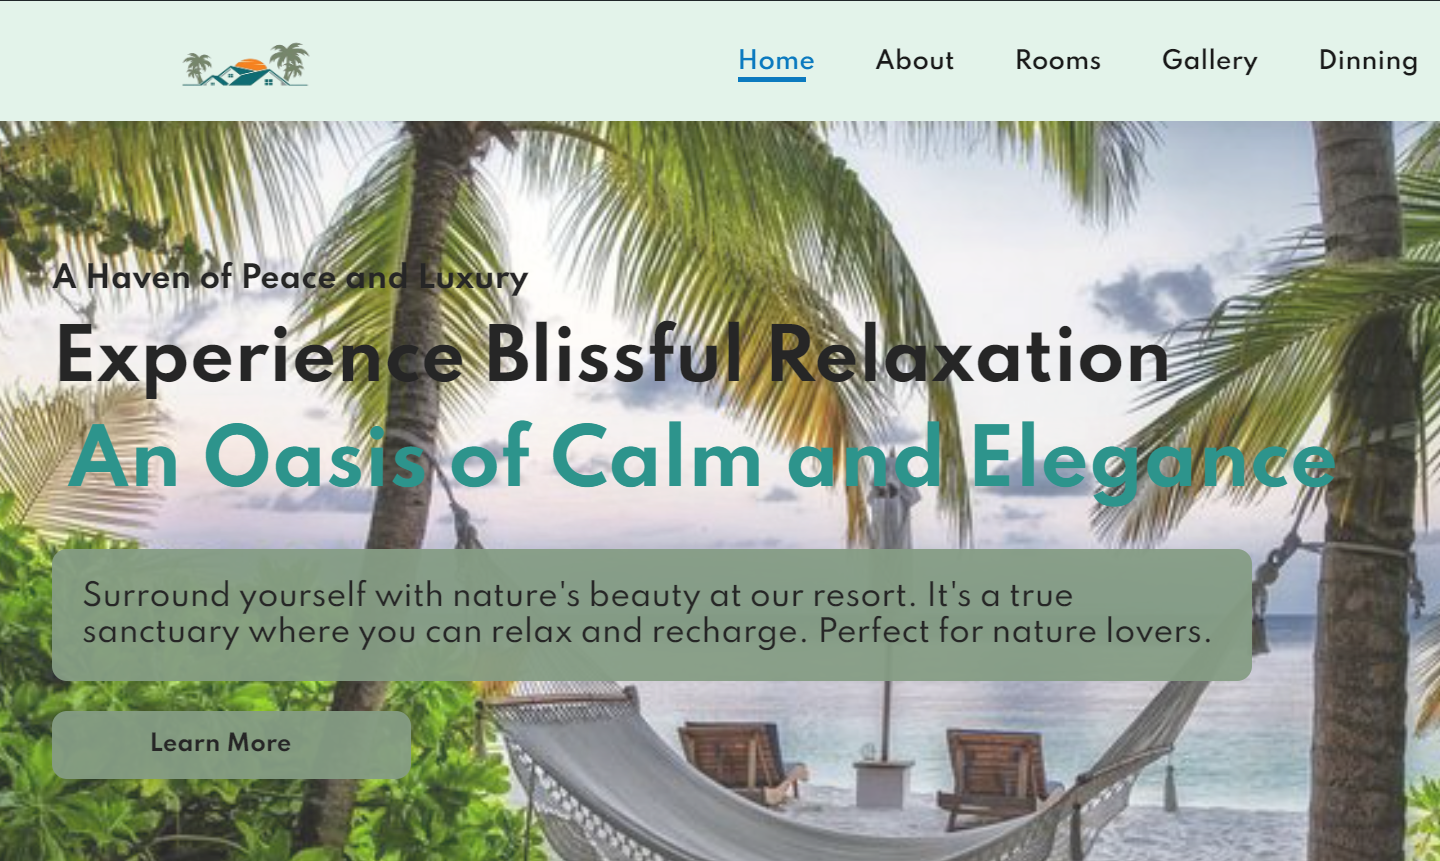 Home About Rooms Gallery Dinning
A Haven of Peace and Luxury
Experience Blissful Relaxation
An Oasis of Calm and Elegance
Surround yourself with nature's beauty at our resort. It's a true
sanctuary where you can relax and recharge. Perfect for nature lovers.
Learn More